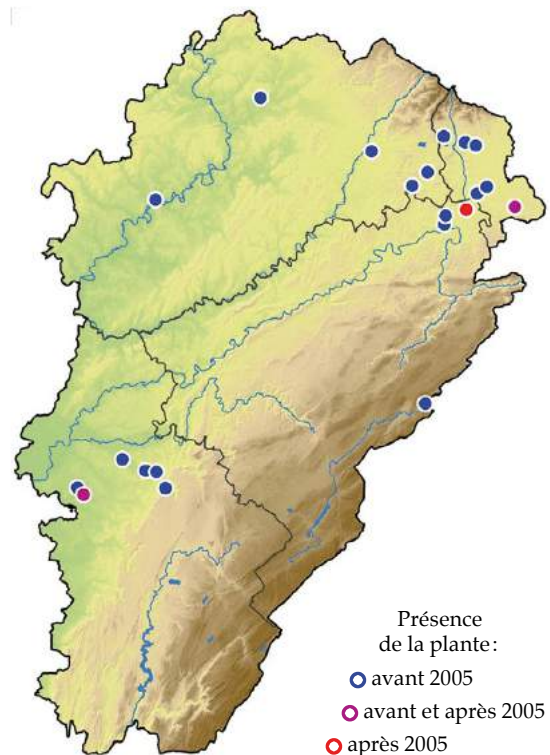 Présence
de la plante:
avant 2005
avant et après 2005
après 2005